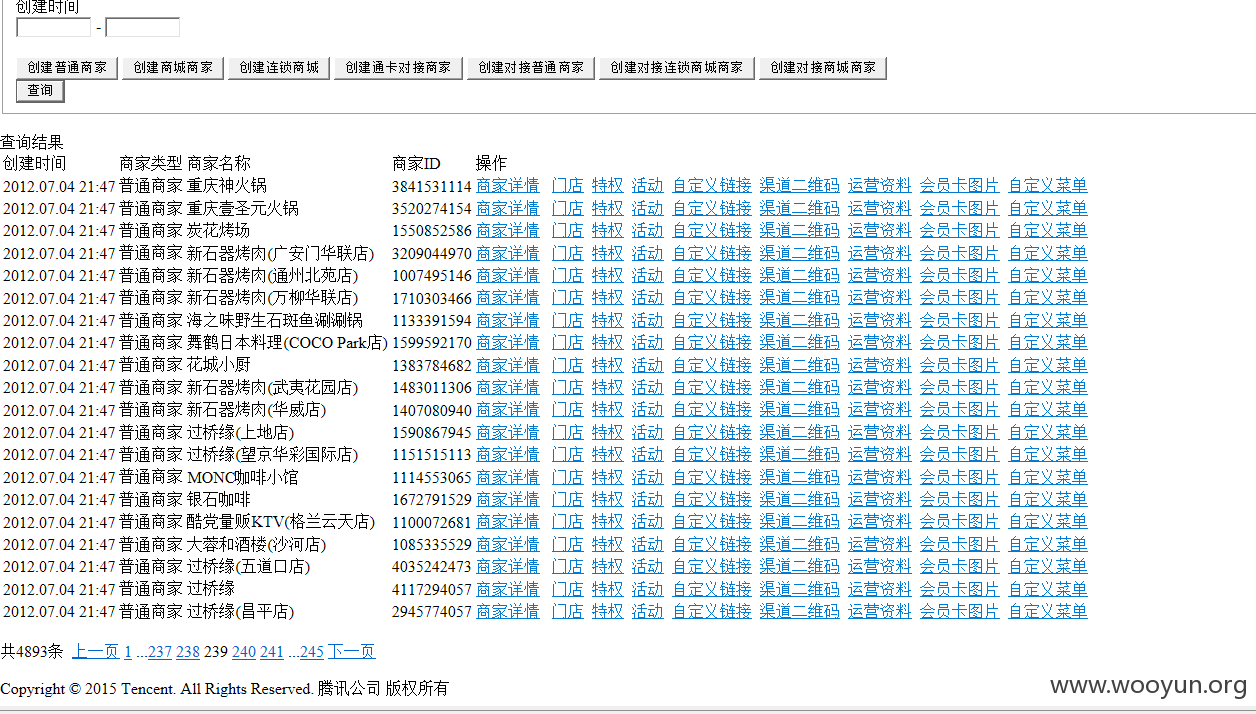 创建时间
-
创建普通商家 创建商城商家 创建连锁商城 创建通卡对接商家 创建对接普通商家 创建对接连锁商城商家 创建对接商城商家
查询
查询结果
创建时间 商家类型 商家名称 商家ID 操作
2012.07.04 21:47 普通商家 重庆神火锅 3841531114 商家详情 门店 特权 活动 自定义链接 渠道二维码 运营资料 会员卡图片 自定义菜单
2012.07.04 21:47 普通商家 重庆壹圣元火锅 3520274154 商家详情 门店 特权 活动 自定义链接 渠道二维码 运营资料 会员卡图片 自定义菜单
2012.07.04 21:47 普通商家 炭花烤场 1550852586 商家详情 门店 特权 活动 自定义链接 渠道二维码 运营资料 会员卡图片 自定义菜单
2012.07.04 21:47 普通商家 新石器烤肉(广安门华联店) 3209044970 商家详情 门店 特权 活动 自定义链接 渠道二维码 运营资料 会员卡图片 自定义菜单
2012.07.04 21:47 普通商家 新石器烤肉(通州北苑店) 1007495146 商家详情 门店 特权 活动 自定义链接 渠道二维码 运营资料 会员卡图片 自定义菜单
2012.07.04 21:47 普通商家 新石器烤肉(万柳华联店) 1710303466 商家详情 门店 特权 活动 自定义链接 渠道二维码 运营资料 会员卡图片 自定义菜单
2012.07.04 21:47 普通商家 海之味野生石斑鱼涮涮锅 1133391594 商家详情 门店 特权 活动 自定义链接 渠道二维码 运营资料 会员卡图片 自定义菜单
2012.07.04 21:47 普通商家 舞鹤日本料理(COCO Park店) 1599592170 商家详情 门店 特权 活动 自定义链接 渠道二维码 运营资料 会员卡图片 自定义菜单
2012.07.04 21:47 普通商家 花城小厨 1383784682 商家详情 门店 特权 活动 自定义链接 渠道二维码 运营资料 会员卡图片 自定义菜单
2012.07.04 21:47 普通商家 新石器烤肉(武夷花园店) 1483011306 商家详情 门店 特权 活动 自定义链接 渠道二维码 运营资料 会员卡图片 自定义菜单
2012.07.04 21:47 普通商家 新石器烤肉(华威店) 1407080940 商家详情 门店 特权 活动 自定义链接 渠道二维码 运营资料 会员卡图片 自定义菜单
2012.07.04 21:47 普通商家 过桥缘(上地店) 1590867945 商家详情 门店 特权 活动 自定义链接 渠道二维码 运营资料 会员卡图片 自定义菜单
2012.07.04 21:47 普通商家 过桥缘(望京华彩国际店) 1151515113 商家详情 门店 特权 活动 自定义链接 渠道二维码 运营资料 会员卡图片 自定义菜单
2012.07.04 21:47 普通商家 MONC咖啡小馆 1114553065 商家详情 门店 特权 活动 自定义链接 渠道二维码 运营资料 会员卡图片 自定义菜单
2012.07.04 21:47 普通商家 银石咖啡 1672791529 商家详情 门店 特权 活动 自定义链接 渠道二维码 运营资料 会员卡图片 自定义菜单
2012.07.04 21:47 普通商家 酷党量贩KTV(格兰云天店) 1100072681 商家详情 门店 特权 活动 自定义链接 渠道二维码 运营资料 会员卡图片 自定义菜单
2012.07.04 21:47 普通商家 大蓉和酒楼(沙河店) 1085335529 商家详情 门店 特权 活动 自定义链接 渠道二维码 运营资料 会员卡图片 自定义菜单
2012.07.04 21:47 普通商家 过桥缘(五道口店) 4035242473 商家详情 门店 特权 活动 自定义链接 渠道二维码 运营资料 会员卡图片 自定义菜单
2012.07.04 21:47 普通商家 过桥缘 4117294057 商家详情 门店 特权 活动 自定义链接 渠道二维码 运营资料 会员卡图片 自定义菜单
2012.07.04 21:47 普通商家 过桥缘(昌平店) 2945774057 商家详情 门店 特权 活动 自定义链接 渠道二维码 运营资料 会员卡图片 自定义菜单
共4893条 上一页 1 ...237 238 239 240 241 ...245 下一页
Copyright © 2015 Tencent. All Rights Reserved. 腾讯公司 版权所有
www.wooyun.org